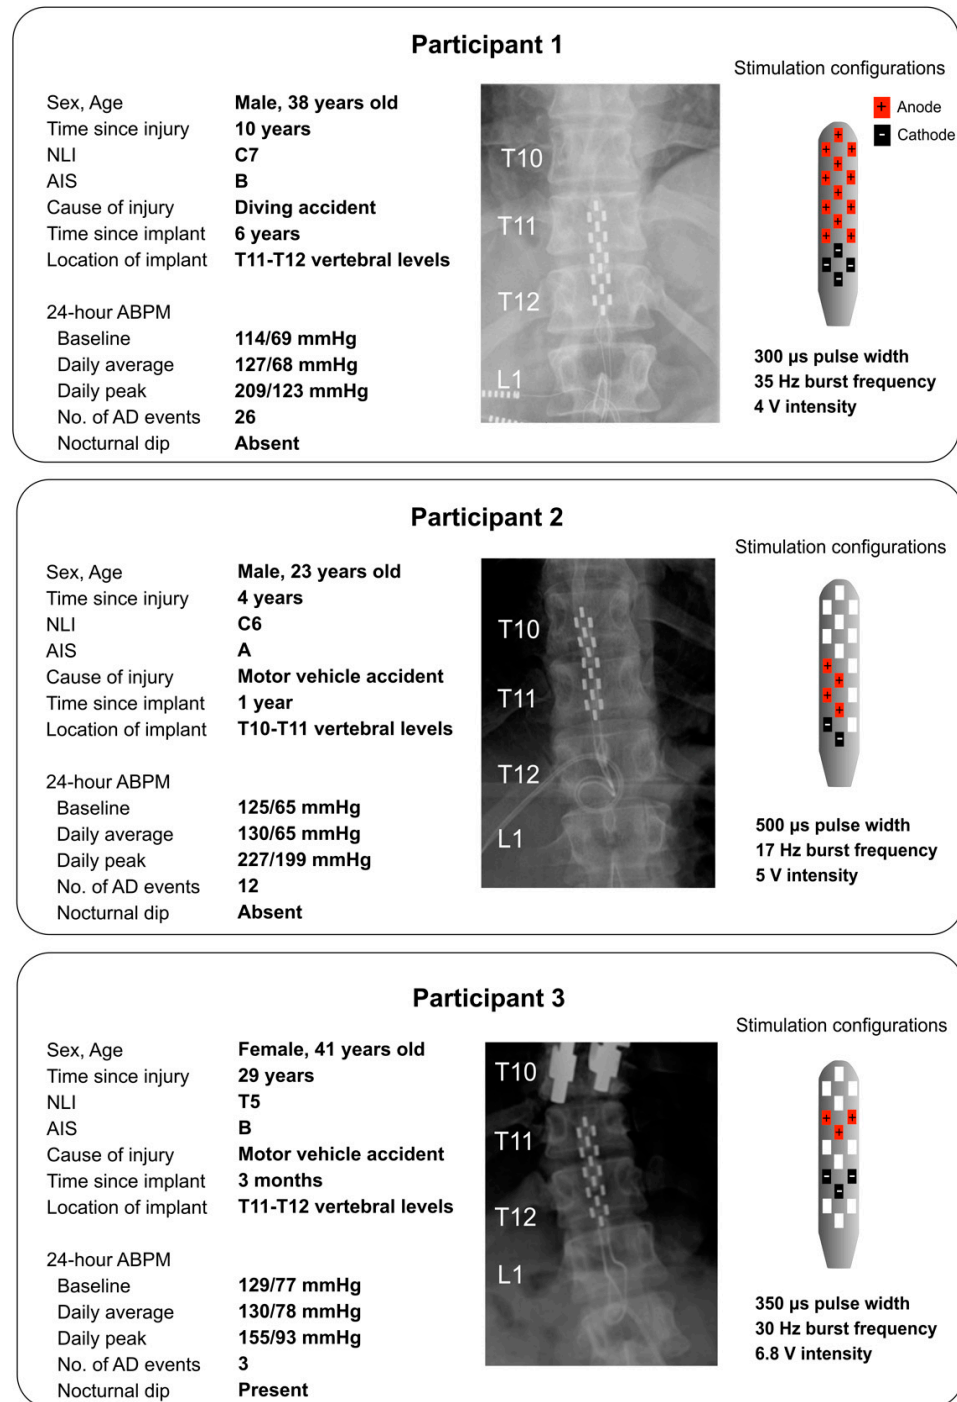 Participant 1
Stimulation configurations
Sex, Age Male, 38 years old
Time since injury 10 years
NLI C7
AIS B
Cause of injury Diving accident
Time since implant 6 years
Location of implant T11-T12 vertebral levels
24-hour ABPM
Baseline 114/69 mmHg
Daily average 127/68 mmHg
Daily peak 209/123 mmHg
No. of AD events 26
Nocturnal dip Absent
T10
T11
T12
L1
+ Anode
- Cathode
300 µs pulse width
35 Hz burst frequency
4 V intensity
Participant 2
Stimulation configurations
Sex, Age Male, 23 years old
Time since injury 4 years
NLI C6
AIS A
Cause of injury Motor vehicle accident
Time since implant 1 year
Location of implant T10-T11 vertebral levels
24-hour ABPM
Baseline 125/65 mmHg
Daily average 130/65 mmHg
Daily peak 227/199 mmHg
No. of AD events 12
Nocturnal dip Absent
T10
T11
T12
L1
500 µs pulse width
17 Hz burst frequency
5 V intensity
Participant 3
Stimulation configurations
Sex, Age Female, 41 years old
Time since injury 29 years
NLI T5
AIS B
Cause of injury Motor vehicle accident
Time since implant 3 months
Location of implant T11-T12 vertebral levels
24-hour ABPM
Baseline 129/77 mmHg
Daily average 130/78 mmHg
Daily peak 155/93 mmHg
No. of AD events 3
Nocturnal dip Present
T10
T11
T12
L1
350 µs pulse width
30 Hz burst frequency
6.8 V intensity